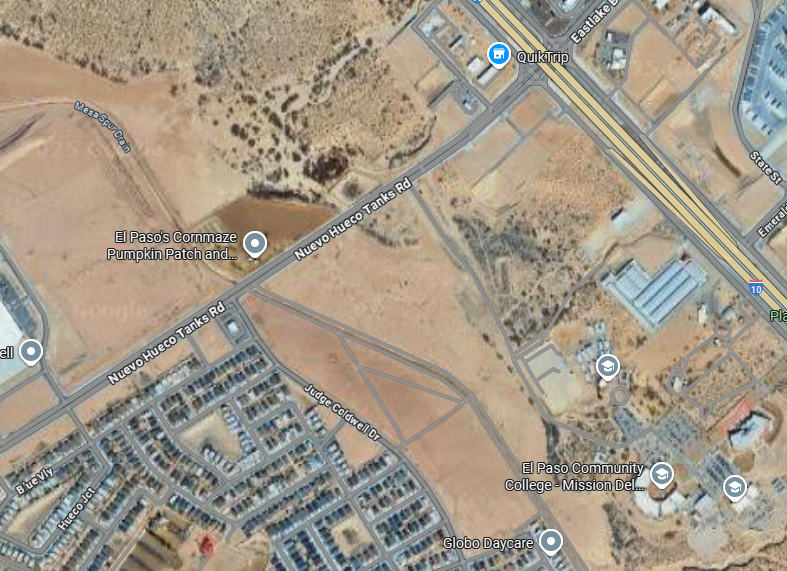 Eastlake B
QuikTrip
Mesa Spur Drain
State St
Nuevo Hueco Tanks Rd
Emerald
El Paso's Cornmaze
Pumpkin Patch and...
10
Pla
Nuevo Hueco Tanks Rd
ell
Judge Coldwell Dr
El Paso Community
College - Mission Del...
Blue Vly
Hueco Jct
Globo Daycare